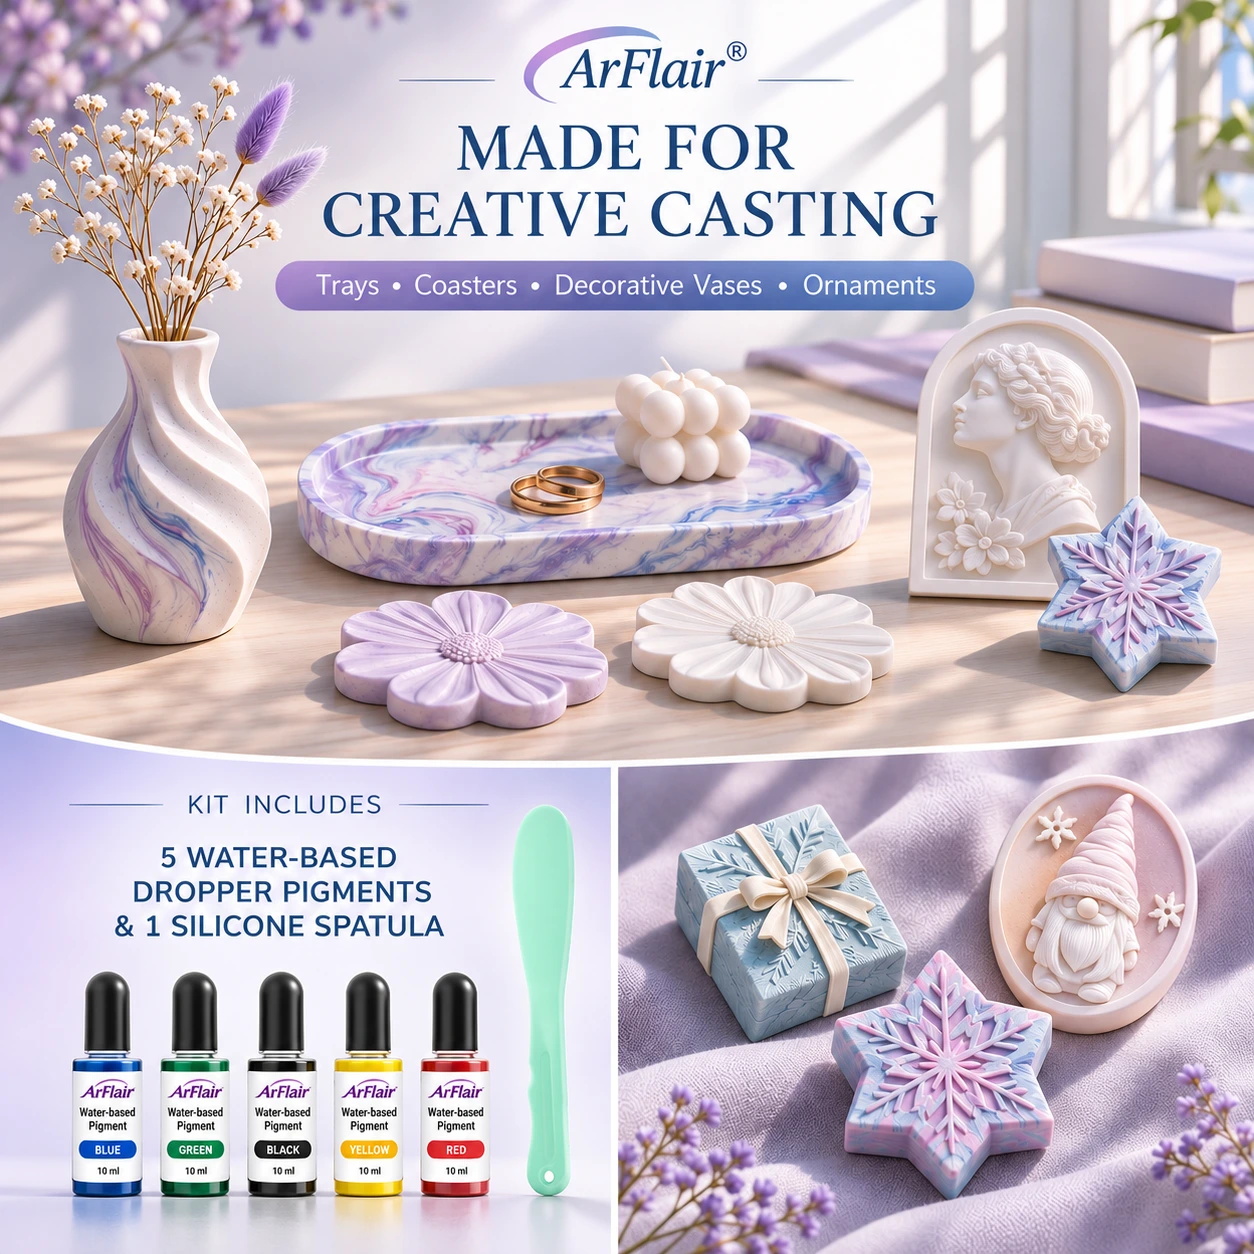 ArFlair®
MADE FOR
CREATIVE CASTING
Trays • Coasters • Decorative Vases • Ornaments
KIT INCLUDES
5 WATER-BASED
DROPPER PIGMENTS
& 1 SILICONE SPATULA
ArFlair
Water-based
Pigment
BLUE
10 ml
ArFlair
Water-based
Pigment
GREEN
10 ml
ArFlair
Water-based
Pigment
BLACK
10 ml
ArFlair
Water-based
Pigment
YELLOW
10 ml
ArFlair
Water-based
Pigment
RED
10 ml